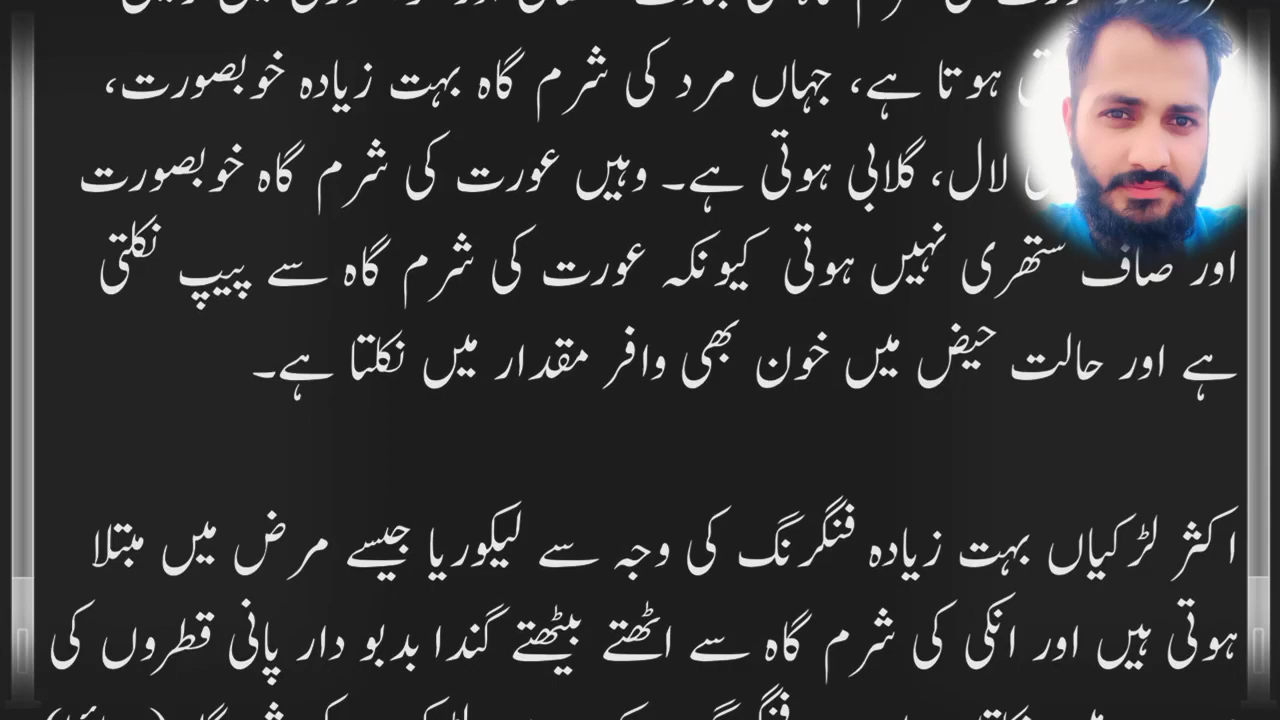 ہوتا ہے، جہاں مرد کی شرم گاہ بہت زیادہ خوبصورت،
لال، گلابی ہوتی ہے۔ وہیں عورت کی شرم گاہ خوبصورت
اور صاف ستھری نہیں ہوتی کیونکہ عورت کی شرم گاہ سے پیپ نکلتی
ہے اور حالت حیض میں خون بھی وافر مقدار میں نکلتا ہے۔
اکثر لڑکیاں بہت زیادہ فنگرنگ کی وجہ سے لیکوریا جیسے مرض میں مبتلا
ہوتی ہیں اور انکی کی شرم گاہ سے اٹھتے بیٹھتے گندا بدبو دار پانی قطروں کی